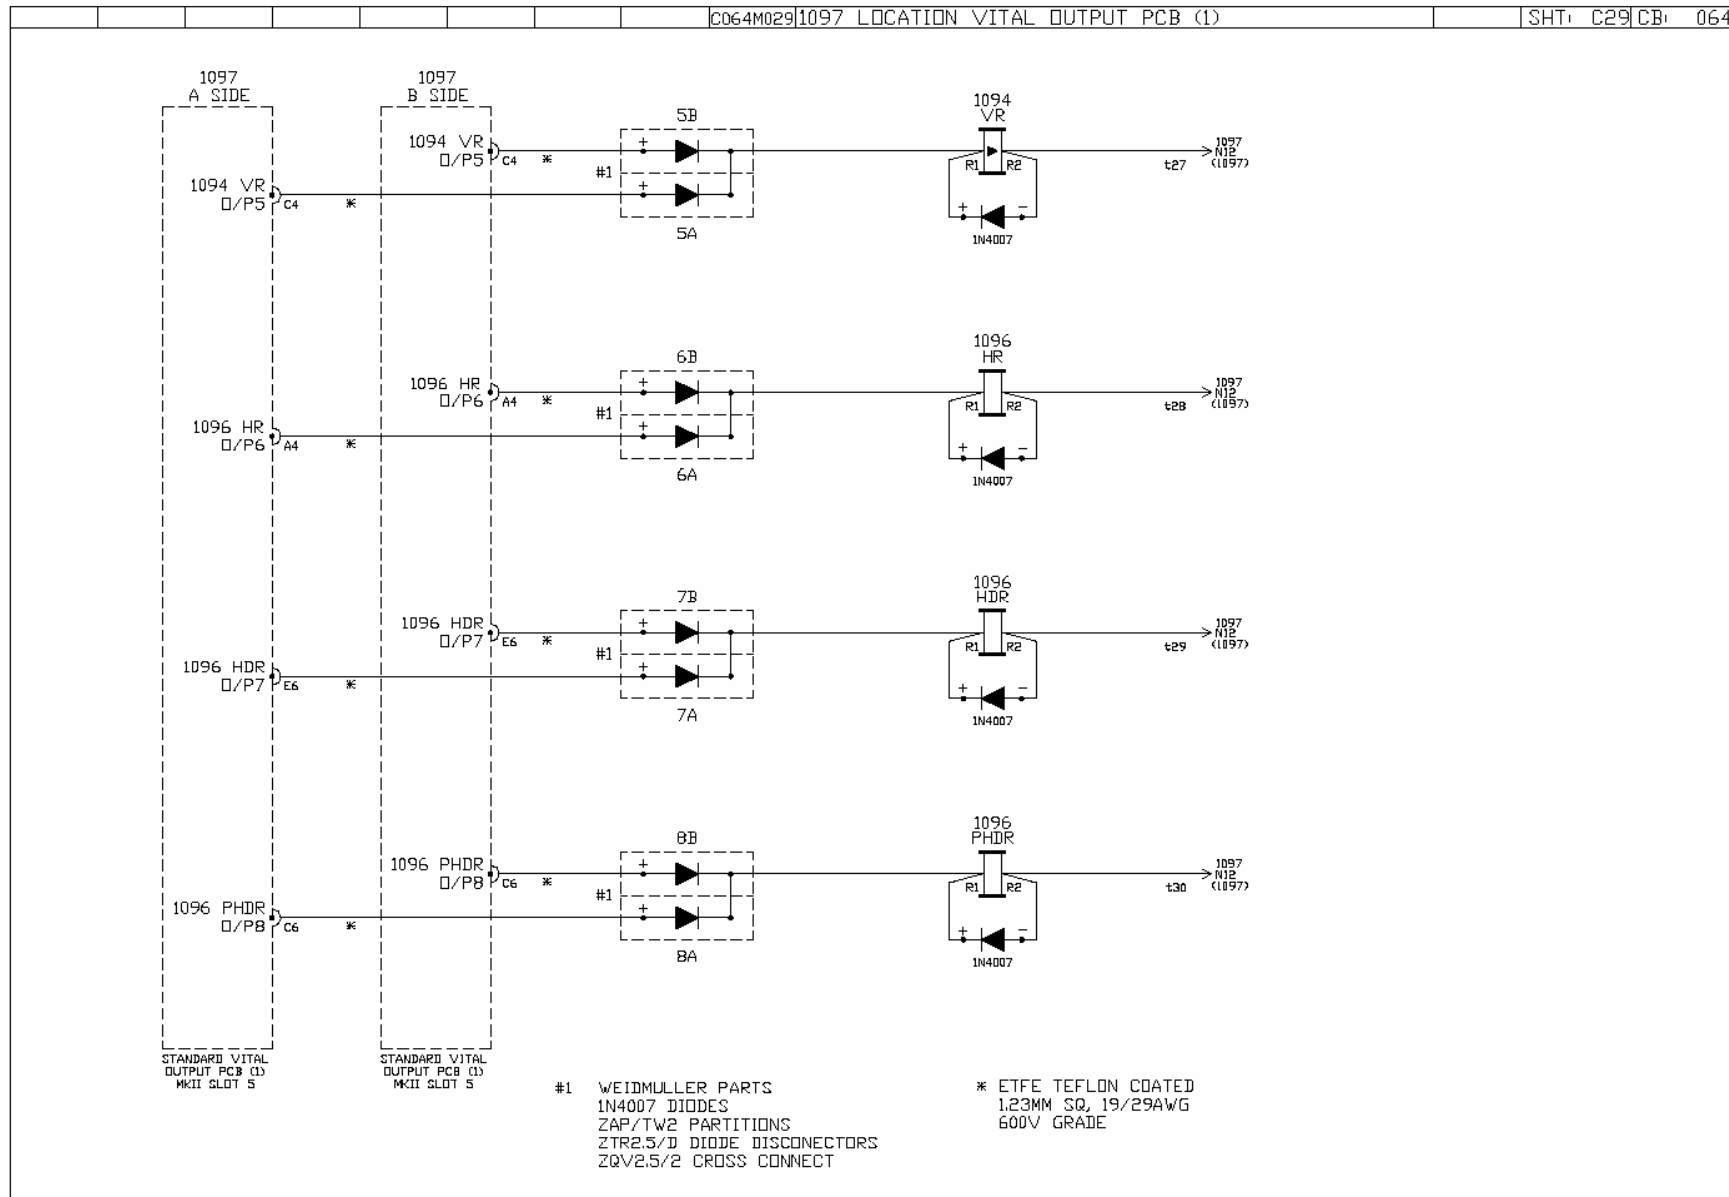 C064M029 1097 LOCATION VITAL OUTPUT PCB (1) SHT: C29 CB: 064
1097
A SIDE
1097
B SIDE
5B
1094
VR
1094 VR
O/P5 C4 *
+
#1
R1 R2
t27
1097
N12
(1097)
1094 VR
O/P5 C4 *
+
5A
+ -
1N4007
6B
1096
HR
1096 HR
O/P6 A4 *
+
#1
R1 R2
t28
1097
N12
(1097)
1096 HR
O/P6 A4 *
+
6A
+ -
1N4007
7B
1096
HDR
1096 HDR
O/P7 E6 *
+
#1
R1 R2
t29
1097
N12
(1097)
1096 HDR
O/P7 E6 *
+
7A
+ -
1N4007
8B
1096
PHDR
1096 PHDR
O/P8 C6 *
+
#1
R1 R2
t30
1097
N12
(1097)
1096 PHDR
O/P8 C6 *
+
8A
+ -
1N4007
STANDARD VITAL
OUTPUT PCB (1)
MKII SLOT 5
STANDARD VITAL
OUTPUT PCB (1)
MKII SLOT 5
#1 WEIDMULLER PARTS
1N4007 DIODES
ZAP/TW2 PARTITIONS
ZTR2.5/D DIODE DISCONECTORS
ZQV2.5/2 CROSS CONNECT
* ETFE TEFLON COATED
1.23MM SQ, 19/29AWG
600V GRADE